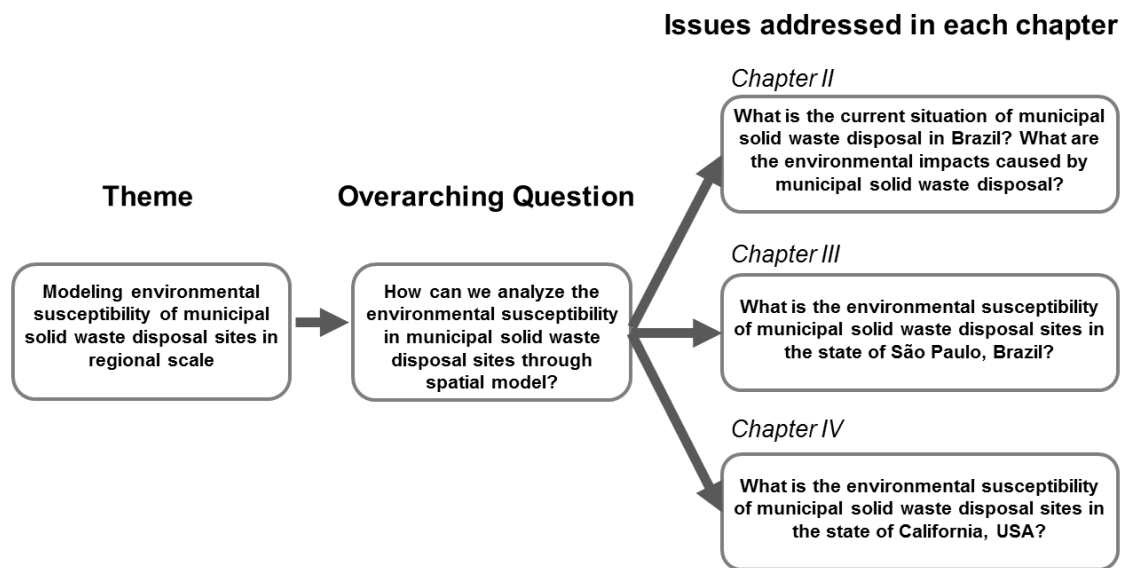 Issues addressed in each chapter
Theme
Modeling environmental
susceptibility of municipal
solid waste disposal sites in
regional scale
Overarching Question
How can we analyze the
environmental susceptibility
in municipal solid waste
disposal sites through
spatial model?
Chapter II
What is the current situation of municipal
solid waste disposal in Brazil? What are
the environmental impacts caused by
municipal solid waste disposal?
Chapter III
What is the environmental susceptibility
of municipal solid waste disposal sites in
the state of São Paulo, Brazil?
Chapter IV
What is the environmental susceptibility
of municipal solid waste disposal sites in
the state of California, USA?